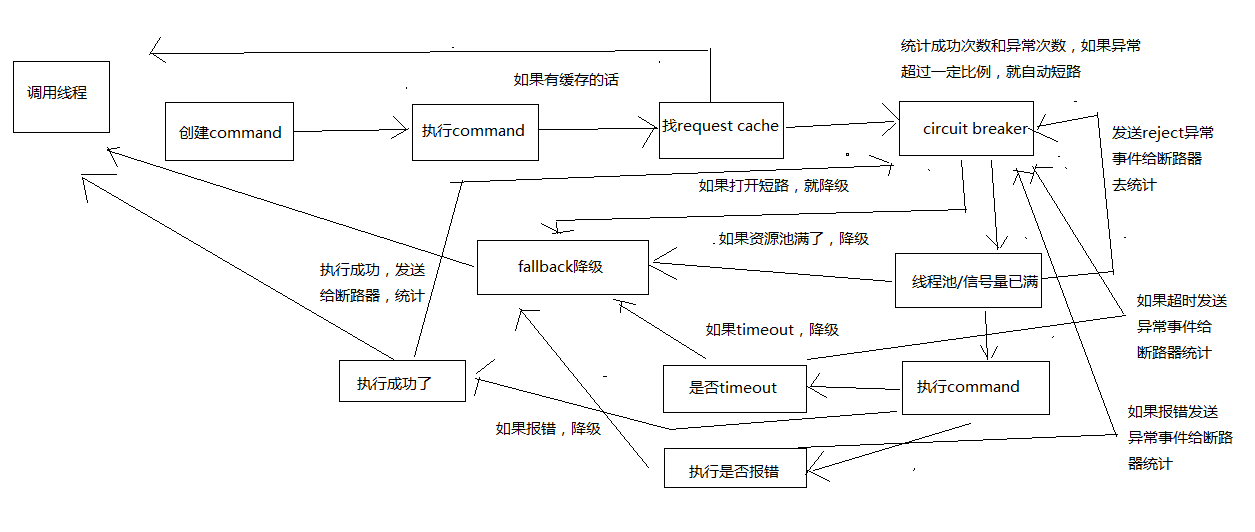 统计成功次数和异常次数，如果异常
超过一定比例，就自动短路
如果有缓存的话
调用线程
创建command
执行command
找request cache
circuit breaker
发送reject异常
事件给断路器
去统计
如果打开短路，就降级
如果资源池满了，降级
fallback降级
执行成功，发送
给断路器，统计
线程池/信号量已满
如果超时发送
异常事件给
断路器统计
如果timeout，降级
执行成功了
是否timeout
执行command
如果报错，降级
如果报错发送
异常事件给断路
器统计
执行是否报错